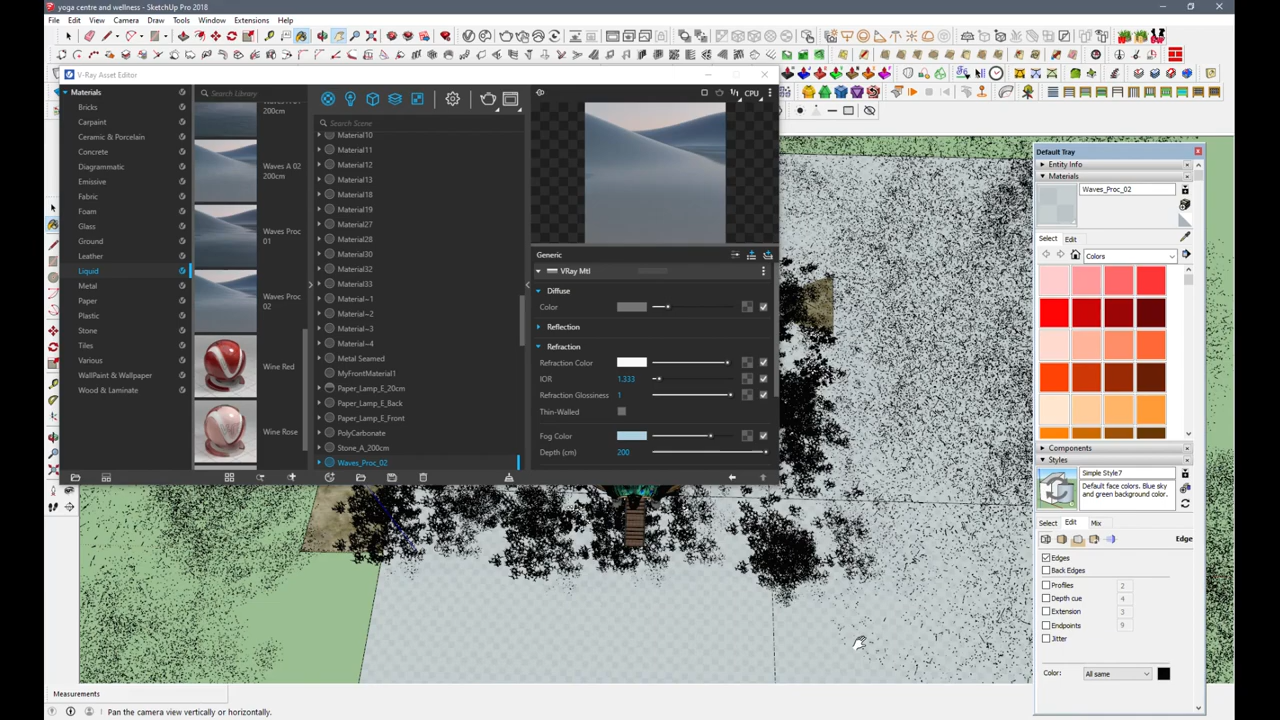 yoga centre and wellness - SketchUp Pro 2018
File Edit View Camera Draw Tools Window Extensions Help
V-Ray Asset Editor
Materials
Bricks
Carpaint
Ceramic & Porcelain
Concrete
Diagrammatic
Emissive
Fabric
Foam
Glass
Ground
Leather
Liquid
Metal
Paper
Plastic
Stone
Tiles
Various
WallPaint & Wallpaper
Wood & Laminate
Search Library
200cm
Waves A 02
200cm
Waves Proc
01
Waves Proc
02
Wine Red
Wine Rose
Search Scene
Material10
Material11
Material12
Material13
Material18
Material19
Material27
Material28
Material30
Material32
Material33
Material~1
Material~2
Material~3
Material~4
Metal Seamed
MyFrontMaterial1
Paper_Lamp_E_20cm
Paper_Lamp_E_Back
Paper_Lamp_E_Front
PolyCarbonate
Stone_A_200cm
Waves_Proc_02
CPU
Generic
VRay Mtl
Diffuse
Color
Reflection
Refraction
Refraction Color
IOR 1.333
Refraction Glossiness 1
Thin-Walled
Fog Color
Depth (cm) 200
Default Tray
Entity Info
Materials
Waves_Proc_02
Select Edit
Colors
Components
Styles
Simple Style7
Default face colors. Blue sky
and green background color.
Select Edit Mix
Edge
Edges
Back Edges
Profiles 2
Depth cue 4
Extension 3
Endpoints 9
Jitter
Color: All same
Measurements
Pan the camera view vertically or horizontally.